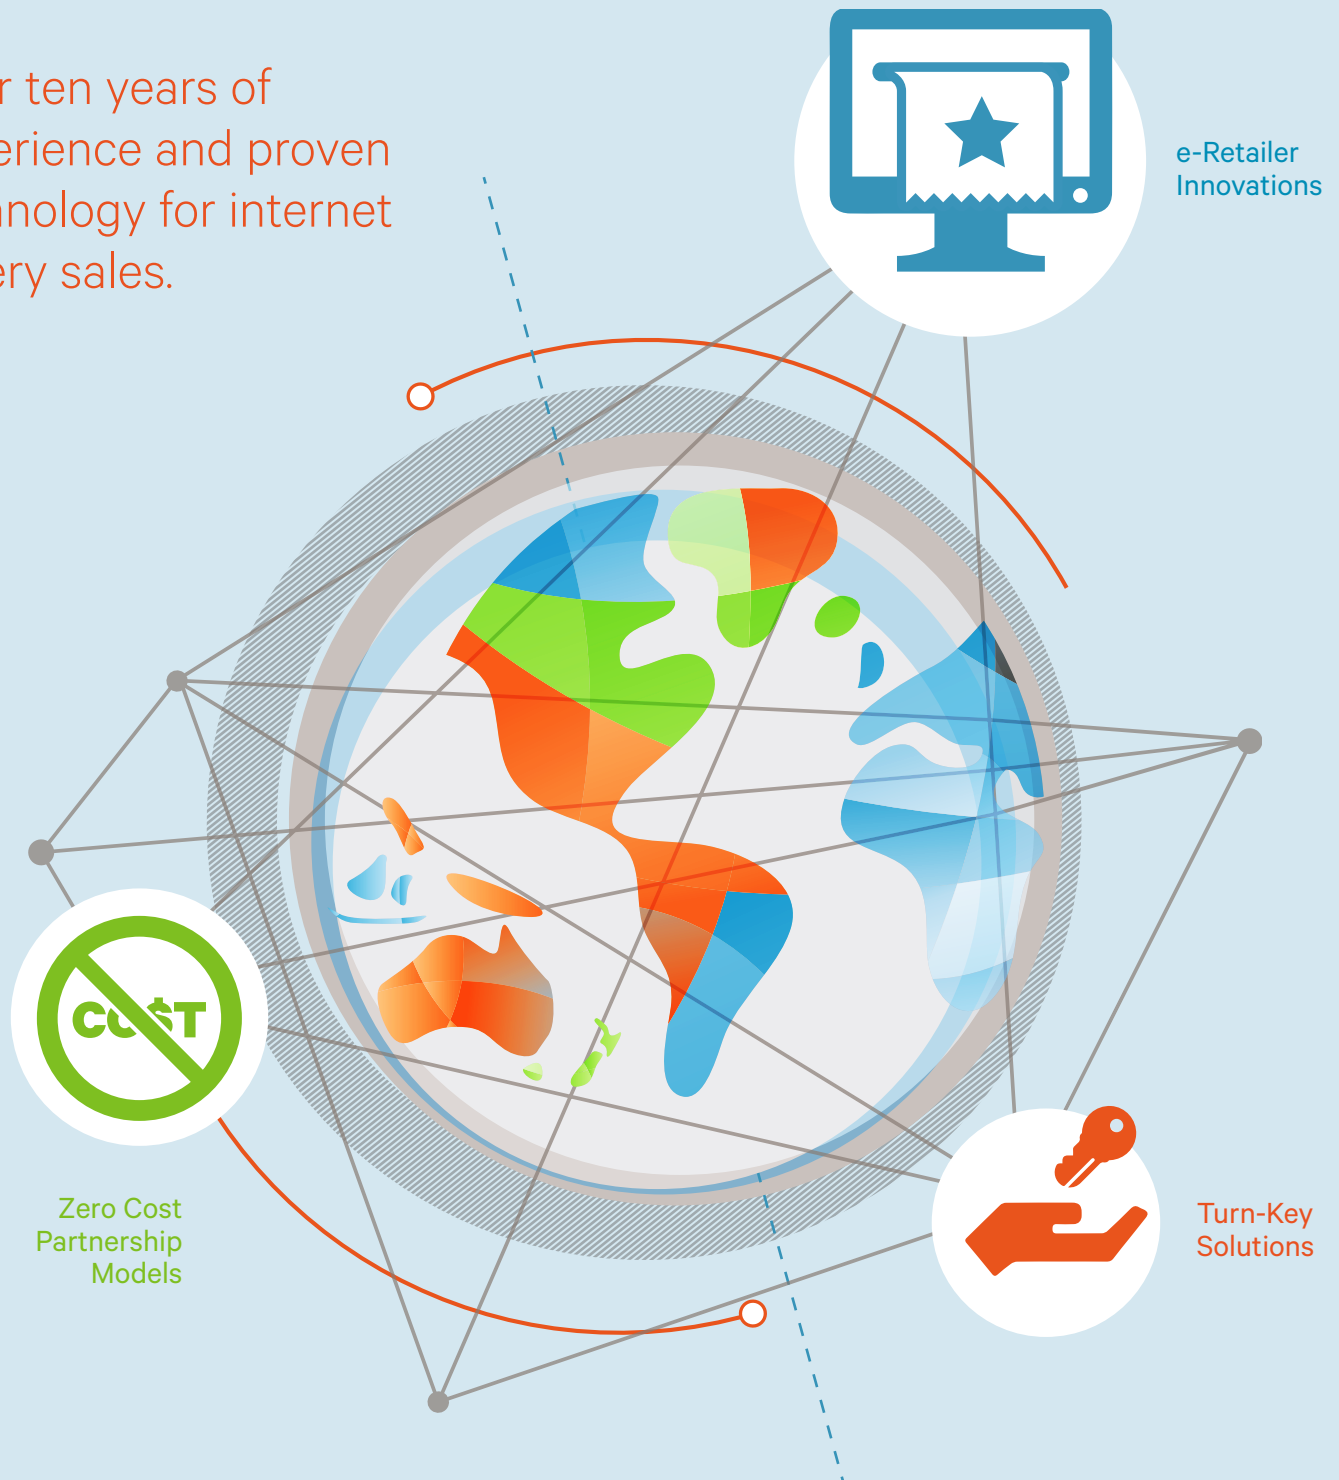 r ten years of
erience and proven
nology for internet
ery sales.
e-Retailer
Innovations
COST
Zero Cost
Partnership
Models
Turn-Key
Solutions